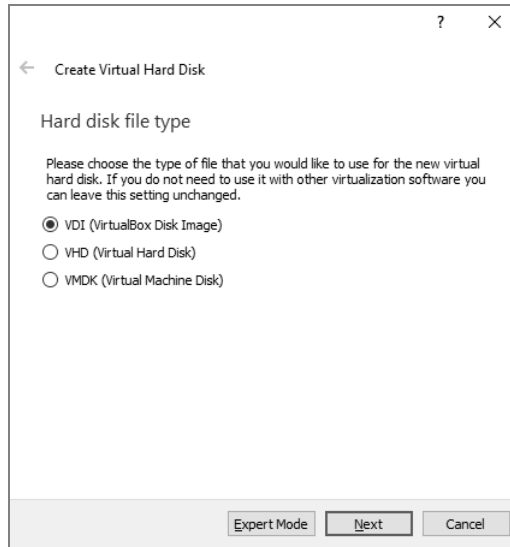 ?
Create Virtual Hard Disk
Hard disk file type
Please choose the type of file that you would like to use for the new virtual
hard disk. If you do not need to use it with other virtualization software you
can leave this setting unchanged.
VDI (VirtualBox Disk Image)
VHD (Virtual Hard Disk)
VMDK (Virtual Machine Disk)
Expert Mode Next Cancel